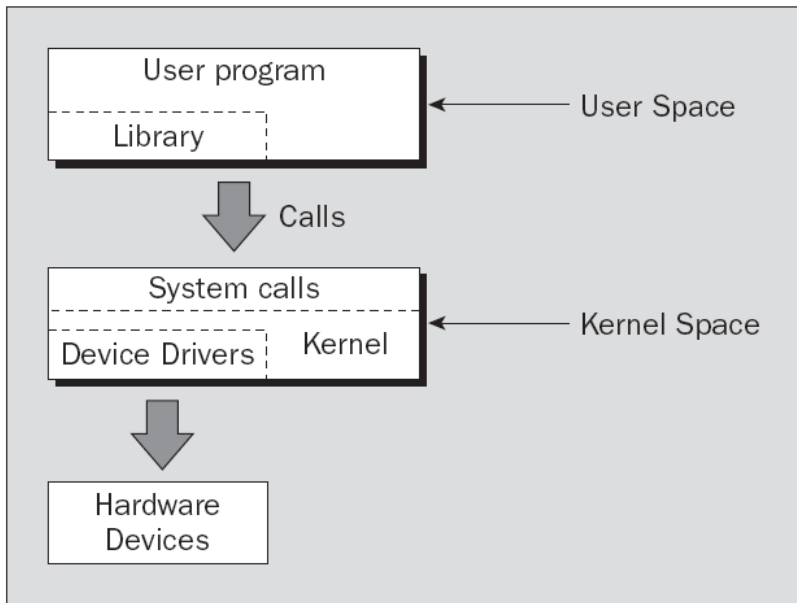 User program
Library
User Space
Calls
System calls
Device Drivers
Kernel
Kernel Space
Hardware
Devices